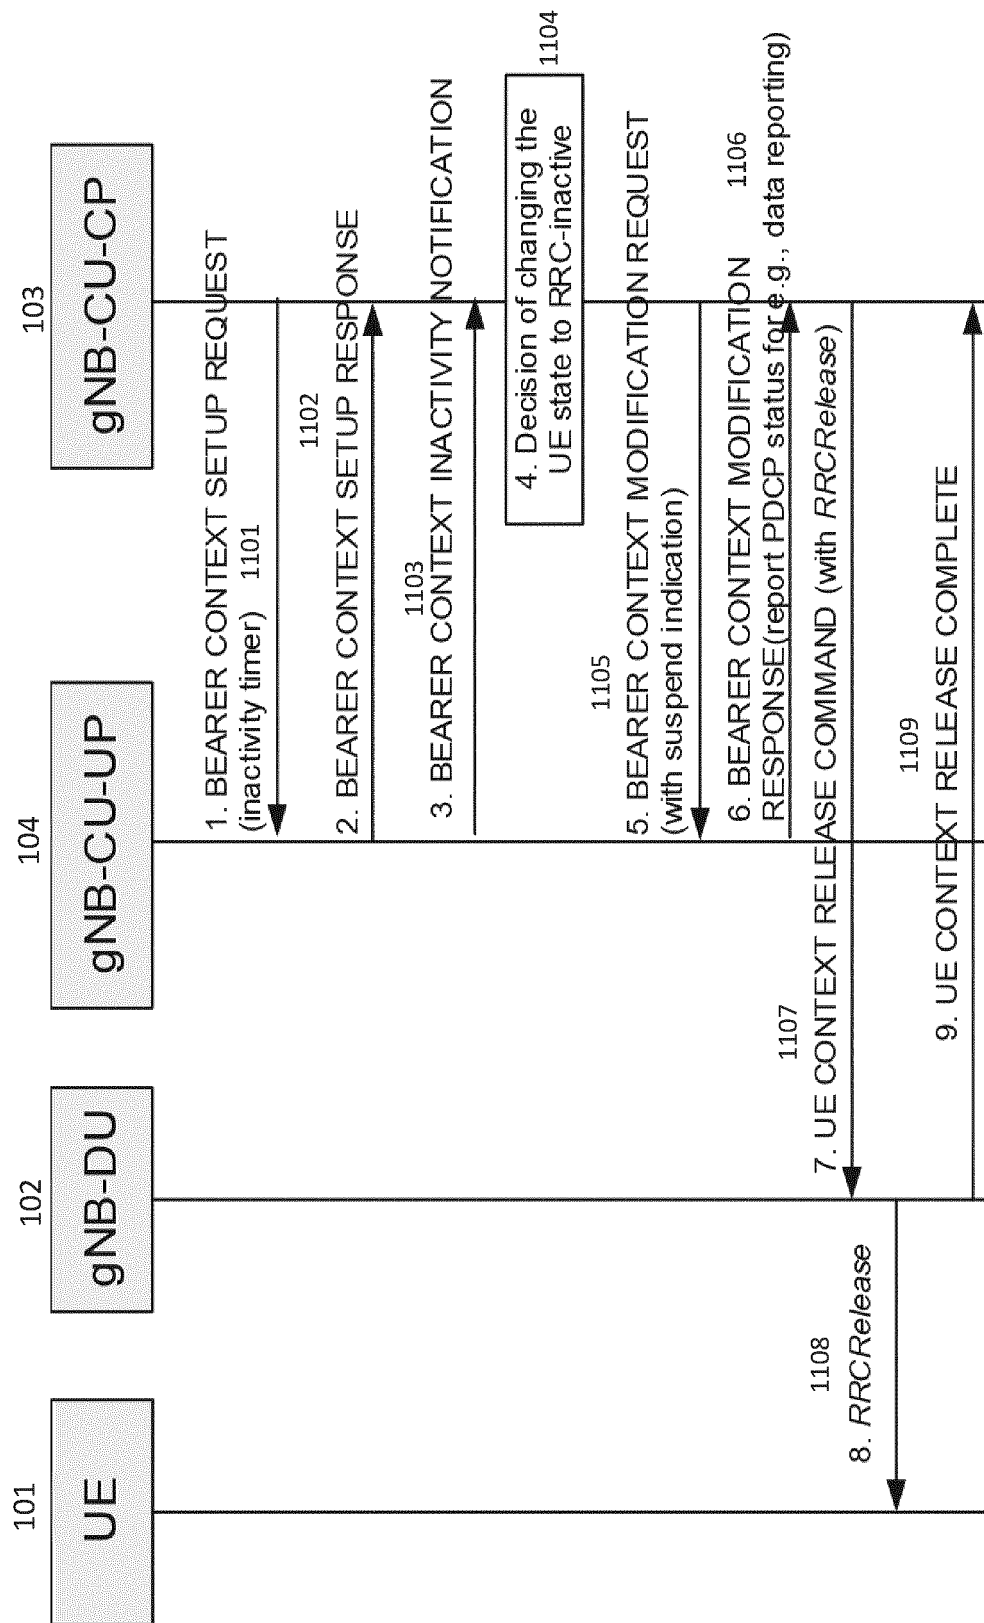 101
102
104
103
UE
gNB-DU
gNB-CU-UP
gNB-CU-CP
1. BEARER CONTEXT SETUP REQUEST
(inactivity timer)
1101
1102
2. BEARER CONTEXT SETUP RESPONSE
1103
3. BEARER CONTEXT INACTIVITY NOTIFICATION
1104
4. Decision of changing the
UE state to RRC-inactive
1105
5. BEARER CONTEXT MODIFICATION REQUEST
(with suspend indication)
1106
6. BEARER CONTEXT MODIFICATION
RESPONSE(report PDCP status for e.g., data reporting)
1107
7. UE CONTEXT RELEASE COMMAND (with RRCRelease)
1108
8. RRCRelease
1109
9. UE CONTEXT RELEASE COMPLETE